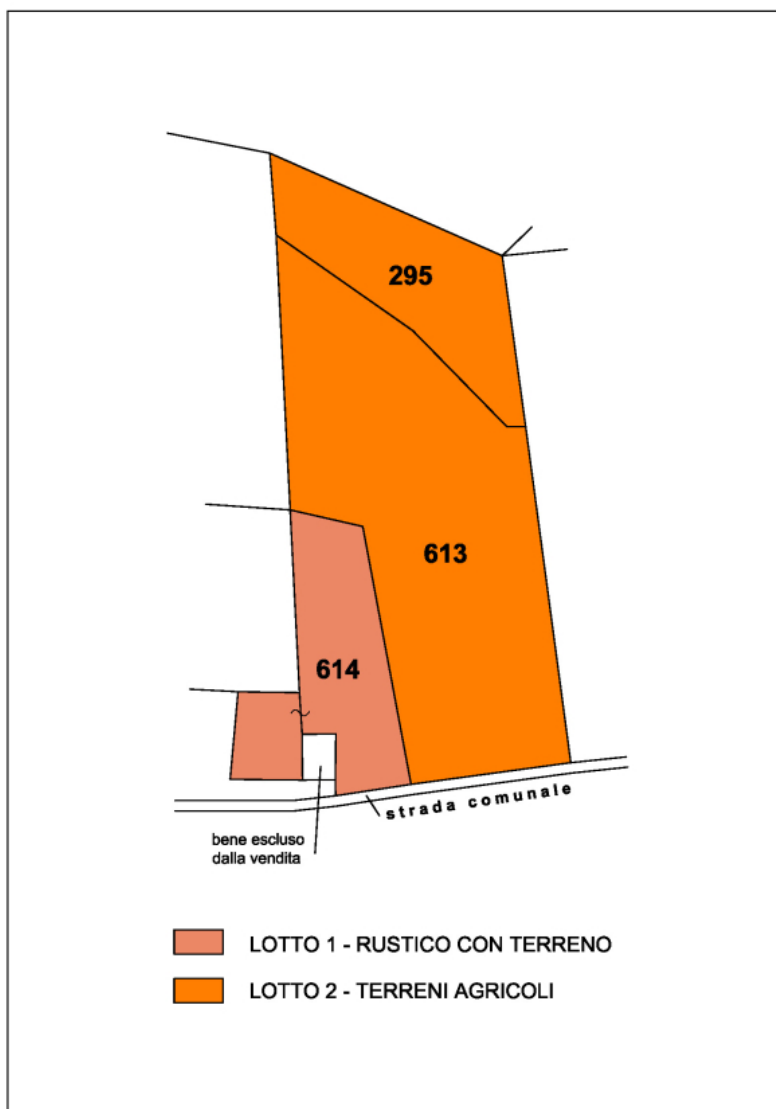 295
613
614
strada comunale
bene escluso
dalla vendita
LOTTO 1 - RUSTICO CON TERRENO
LOTTO 2 - TERRENI AGRICOLI